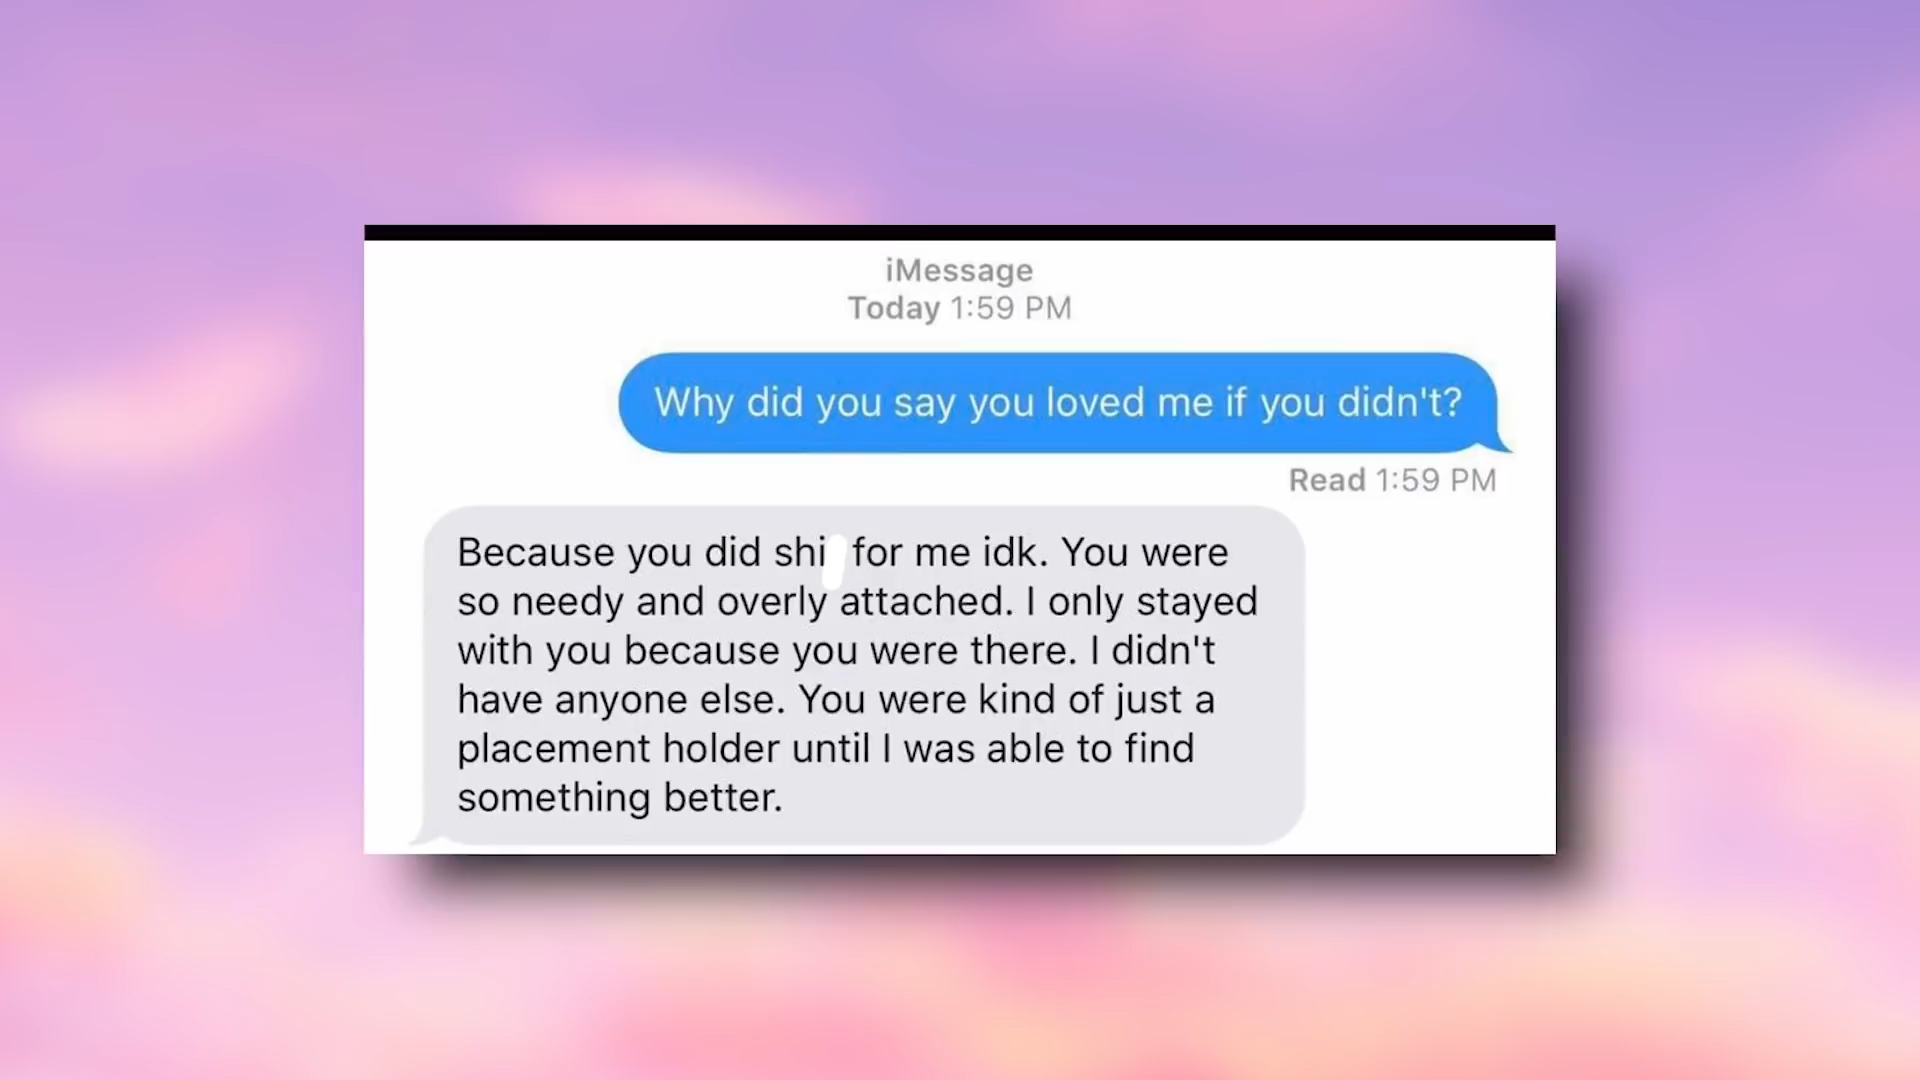 iMessage
Today 1:59 PM
Why did you say you loved me if you didn't?
Read 1:59 PM
Because you did shi for me idk. You were
so needy and overly attached. I only stayed
with you because you were there. I didn't
have anyone else. You were kind of just a
placement holder until I was able to find
something better.